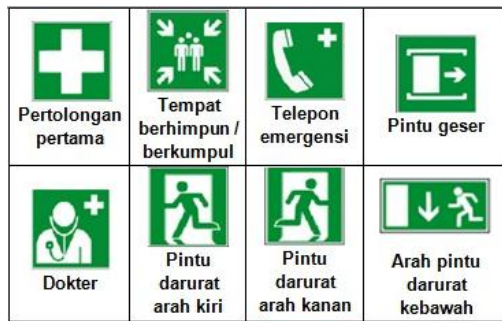 Pertolongan
pertama
Tempat
berhimpun /
berkumpul
Telepon
emergensi
Pintu geser
Dokter
Pintu
darurat
arah kiri
Pintu
darurat
arah kanan
Arah pintu
darurat
kebawah